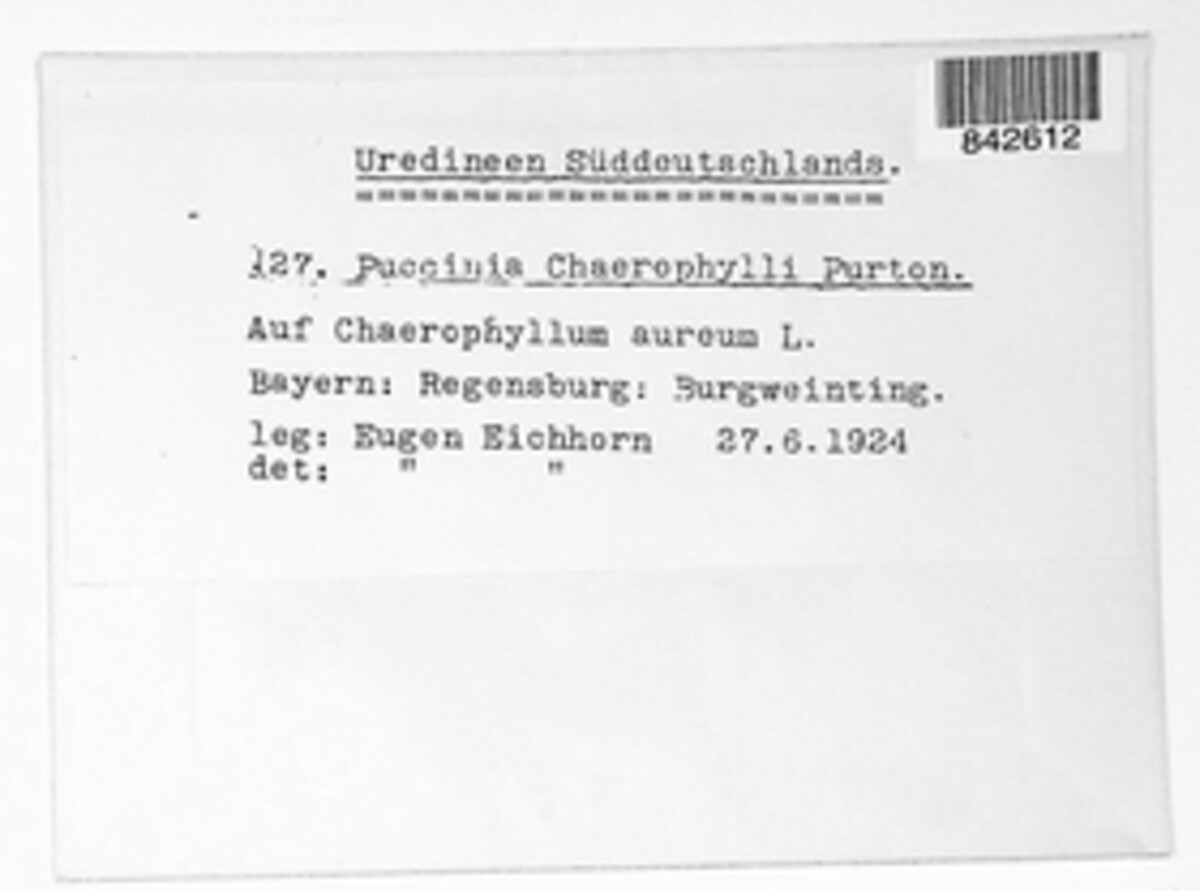 842612
Uredineen Süddeutschlands.
127. Puccinia Chaerophylli Purton.
Auf Chaerophyllum aureum L.
Bayern: Regensburg: Burgweinting.
leg: Eugen Eichhorn 27.6.1924
det: " "